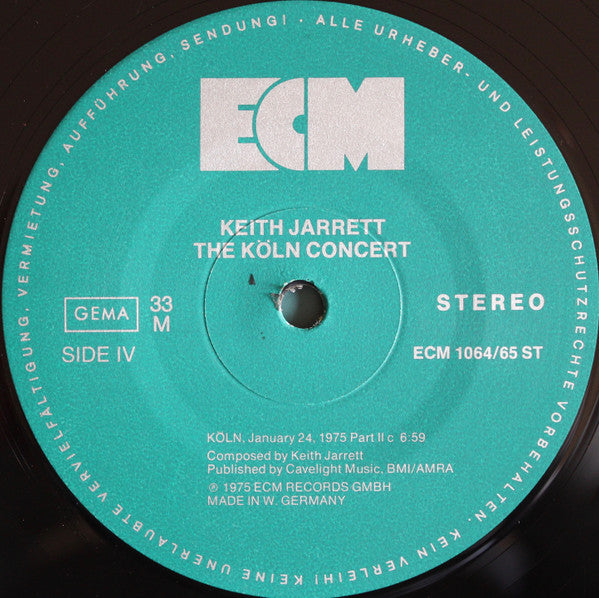 ALLE URHEBER- UND LEISTUNGSSCHUTZRECHTE VORBEHALTEN. KEIN VERLEIH! KEINE UNERLAUBTE VERVIELFÄLTIGUNG, VERMIETUNG, AUFFÜHRUNG, SENDUNG! •
ECM
KEITH JARRETT
THE KÖLN CONCERT
GEMA
33
M
STEREO
SIDE IV
ECM 1064/65 ST
KÖLN, January 24, 1975 Part II c 6:59
Composed by Keith Jarrett
Published by Cavelight Music, BMI/AMRA
℗ 1975 ECM RECORDS GMBH
MADE IN W. GERMANY